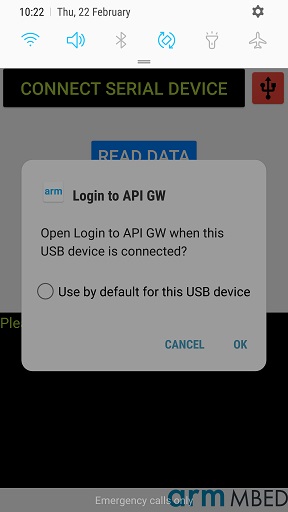 10:22 | Thu, 22 February
CONNECT SERIAL DEVICE
READ DATA
arm Login to API GW
Open Login to API GW when this
USB device is connected?
Use by default for this USB device
Ple
CANCEL OK
Emergency calls only
arm MBED